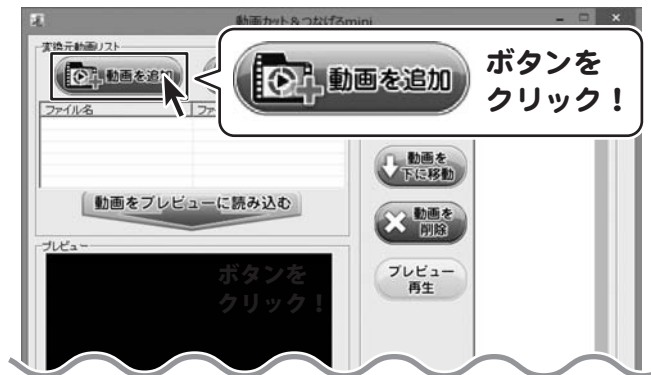 動画カット&つなげるmini
変換元動画リスト
動画を追加
動画を追加
ボタンを
クリック！
ファイル名
ファ
動画を
下に移動
動画をプレビューに読み込む
動画を
削除
プレビュー
プレビュー
再生
ボタンを
クリック！